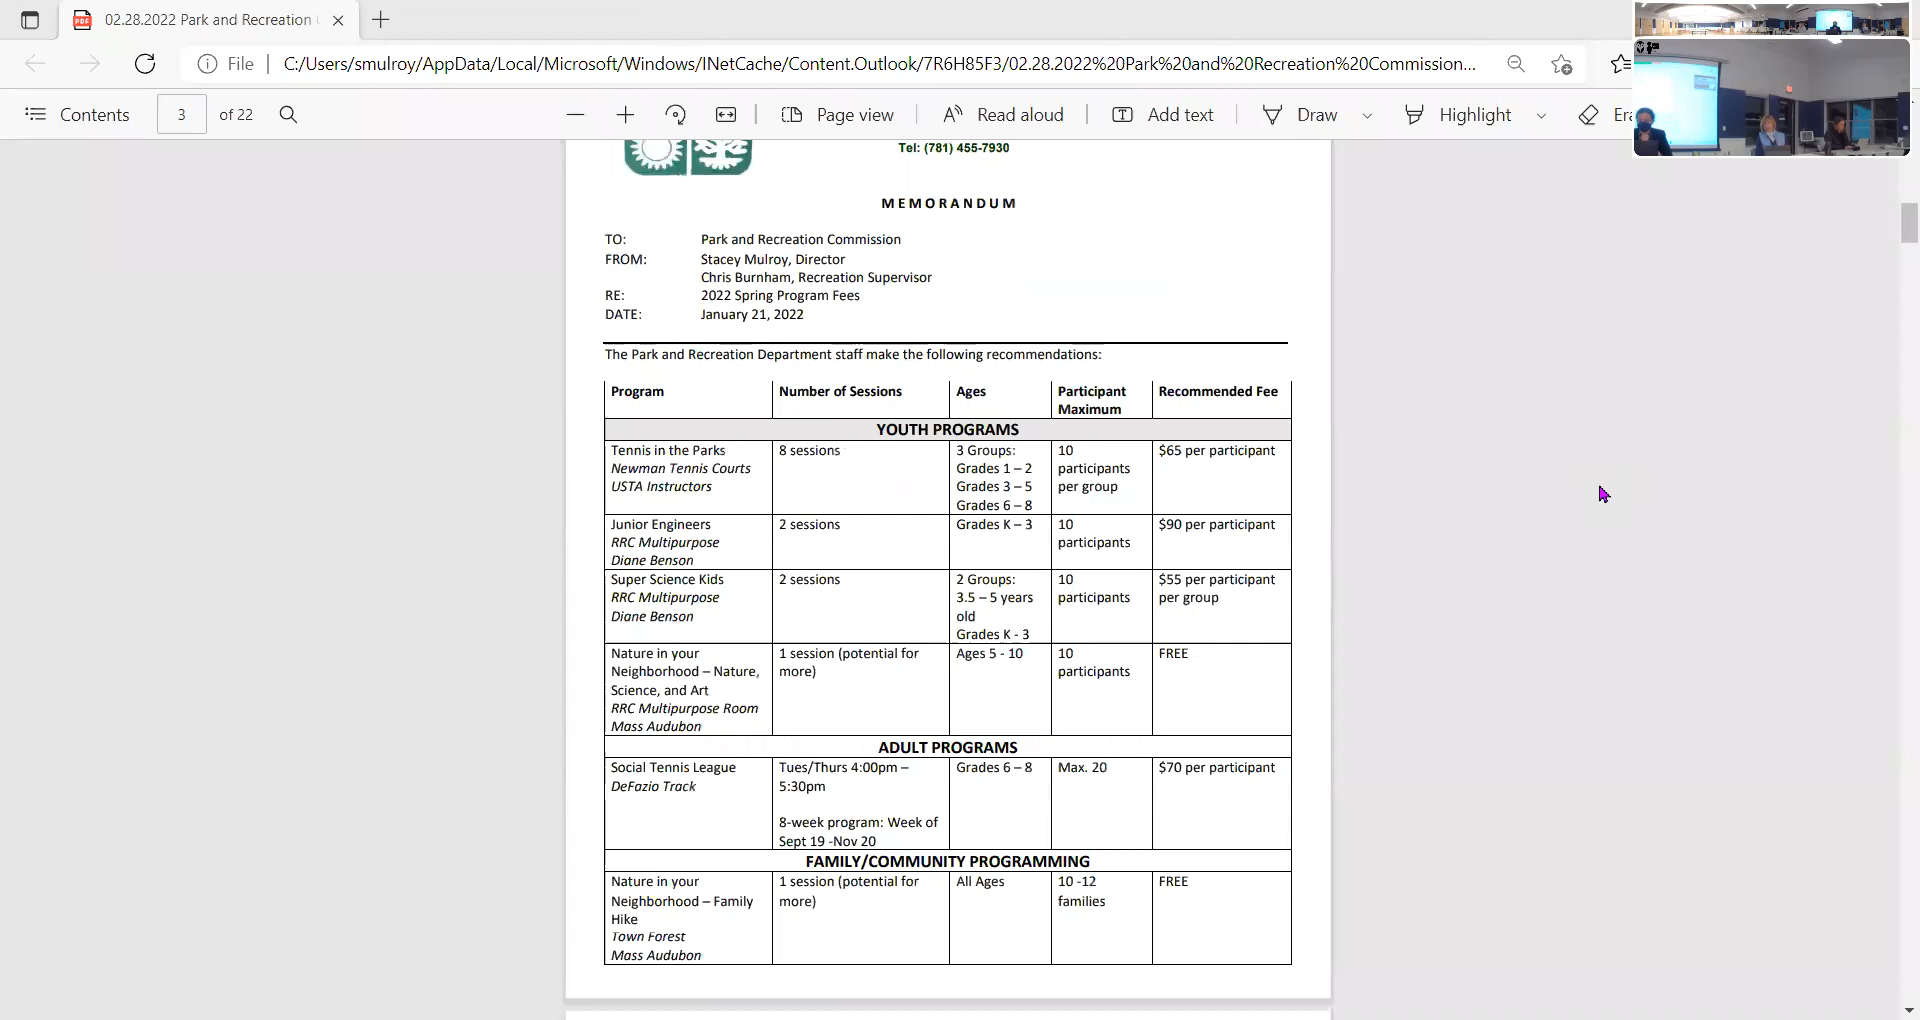 02.28.2022 Park and Recreation
File
C:/Users/smulroy/AppData/Local/Microsoft/Windows/INetCache/Content.Outlook/7R6H85F3/02.28.2022%20Park%20and%20Recreation%20Commission...
Contents
3
of 22
Page view
Read aloud
Add text
Draw
Highlight
Era
Tel: (781) 455-7930
MEMORANDUM
TO:
Park and Recreation Commission
FROM:
Stacey Mulroy, Director
Chris Burnham, Recreation Supervisor
RE:
2022 Spring Program Fees
DATE:
January 21, 2022
The Park and Recreation Department staff make the following recommendations:
Program
Number of Sessions
Ages
Participant
Maximum
Recommended Fee
YOUTH PROGRAMS
Tennis in the Parks
Newman Tennis Courts
USTA Instructors
8 sessions
3 Groups:
Grades 1 – 2
Grades 3 – 5
Grades 6 – 8
10
participants
per group
$65 per participant
Junior Engineers
RRC Multipurpose
Diane Benson
2 sessions
Grades K – 3
10
participants
$90 per participant
Super Science Kids
RRC Multipurpose
Diane Benson
2 sessions
2 Groups:
3.5 – 5 years
old
Grades K - 3
10
participants
$55 per participant
per group
Nature in your
Neighborhood – Nature,
Science, and Art
RRC Multipurpose Room
Mass Audubon
1 session (potential for
more)
Ages 5 - 10
10
participants
FREE
ADULT PROGRAMS
Social Tennis League
DeFazio Track
Tues/Thurs 4:00pm –
5:30pm
8-week program: Week of
Sept 19 -Nov 20
Grades 6 – 8
Max. 20
$70 per participant
FAMILY/COMMUNITY PROGRAMMING
Nature in your
Neighborhood – Family
Hike
Town Forest
Mass Audubon
1 session (potential for
more)
All Ages
10 -12
families
FREE